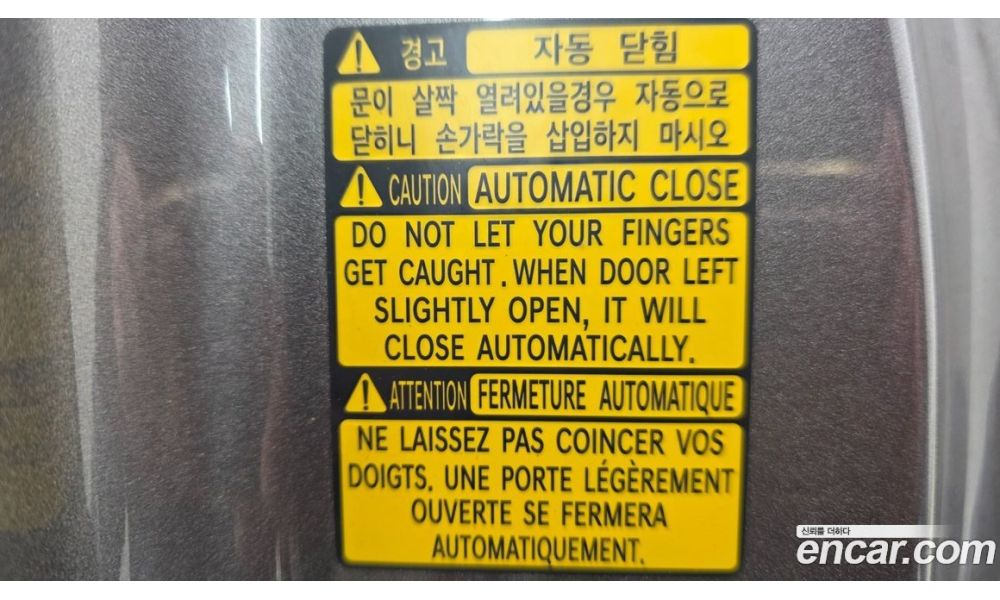 경고 자동 닫힘
문이 살짝 열려있을경우 자동으로
닫히니 손가락을 삽입하지 마시오
CAUTION AUTOMATIC CLOSE
DO NOT LET YOUR FINGERS
GET CAUGHT. WHEN DOOR LEFT
SLIGHTLY OPEN, IT WILL
CLOSE AUTOMATICALLY.
ATTENTION FERMETURE AUTOMATIQUE
NE LAISSEZ PAS COINCER VOS
DOIGTS. UNE PORTE LÉGÈREMENT
OUVERTE SE FERMERA
AUTOMATIQUEMENT.
신뢰를 더하다
encar.com